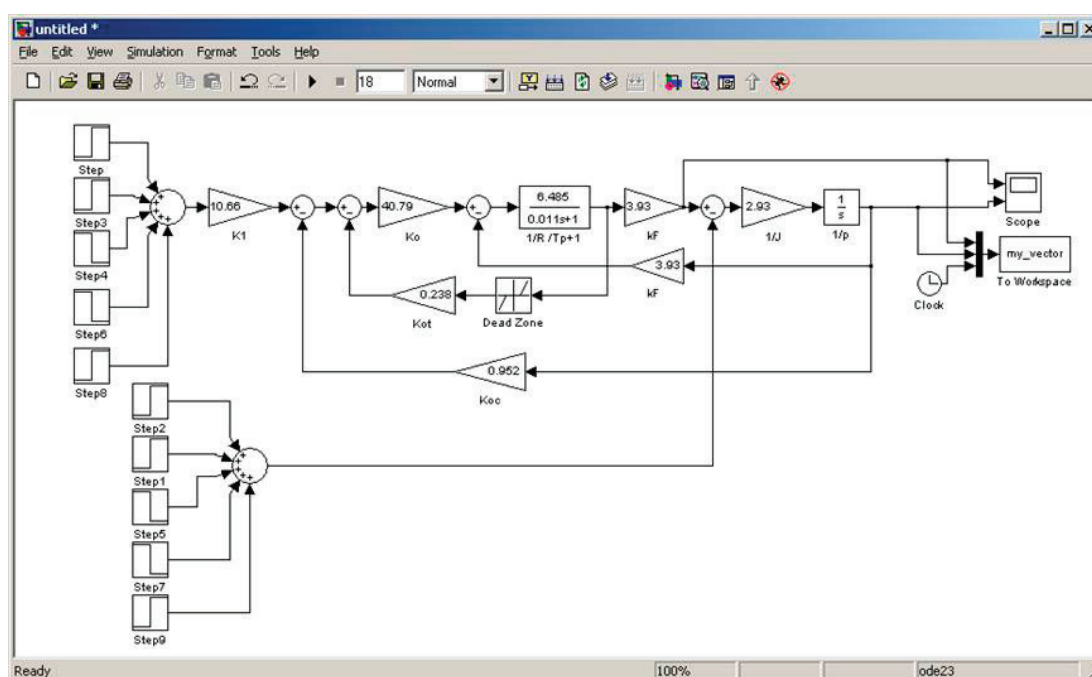 untitled *
File Edit View Simulation Format Tools Help
18 Normal
Step
Step3
Step4
Step6
Step8
10.66
K1
40.79
Ko
6.485
0.011s+1
1/R /Tp+1
3.93
kF
2.93
1/J
1
s
1/p
Scope
my_vector
To Workspace
Clock
3.93
kF
0.238
Kot
Dead Zone
0.952
Koc
Step2
Step1
Step5
Step7
Step9
Ready 100% ode23